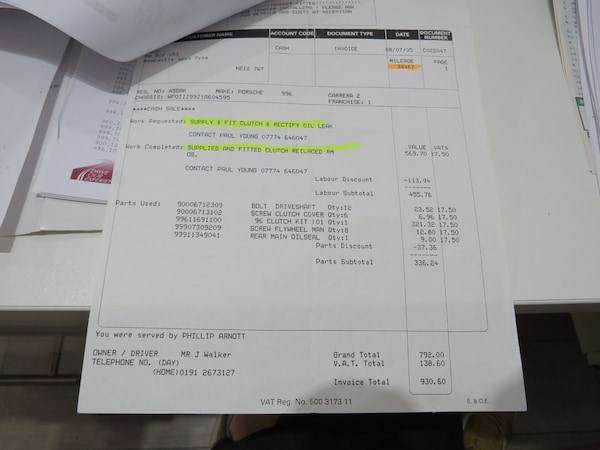 CUSTOMER NAME ACCOUNT CODE DOCUMENT TYPE DATE DOCUMENT NUMBER
CASH INVOICE 08/07/05
MILEAGE PAGE
1
NE12 7WT
MAKE: PORSCHE 996 CARRERA 2
FRANCHISE: 1
****CASH SALE****
Work Requested: SUPPLY & FIT CLUTCH & RECTIFY OIL LEAK
CONTACT PAUL YOUNG 07774 646047
Work Completed: SUPPLIED AND FITTED CLUTCH REILACED RM
OS.
VALUE VAT%
569.70 17.50
CONTACT PAUL YOUNG 07774 646047
Labour Discount -113.94
Labour Subtotal 455.76
Parts Used: 90006712309 BOLT DRIVESHAFT Qty:12 23.52 17.50
90006713102 SCREW CLUTCH COVER Qty:6 6.96 17.50
99611691100 96 CLUTCH KIT )01 Qty:1 321.32 17.50
99907309209 SCREW FLYWHEEL MAN Qty:8 12.80 17.50
99911349041 REAR MAIN OILSEAL Qty:1 9.00 17.50
Parts Discount -37.36
Parts Subtotal 336.24
You were served by PHILLIP ARNOTT
OWNER / DRIVER MR J Walker
TELEPHONE NO. (DAY)
(HOME)0191 2673127
Grand Total 792.00
V.A.T. Total 138.60
Invoice Total 930.60
VAT Reg. No. 500 3173 11
E. & O.E.